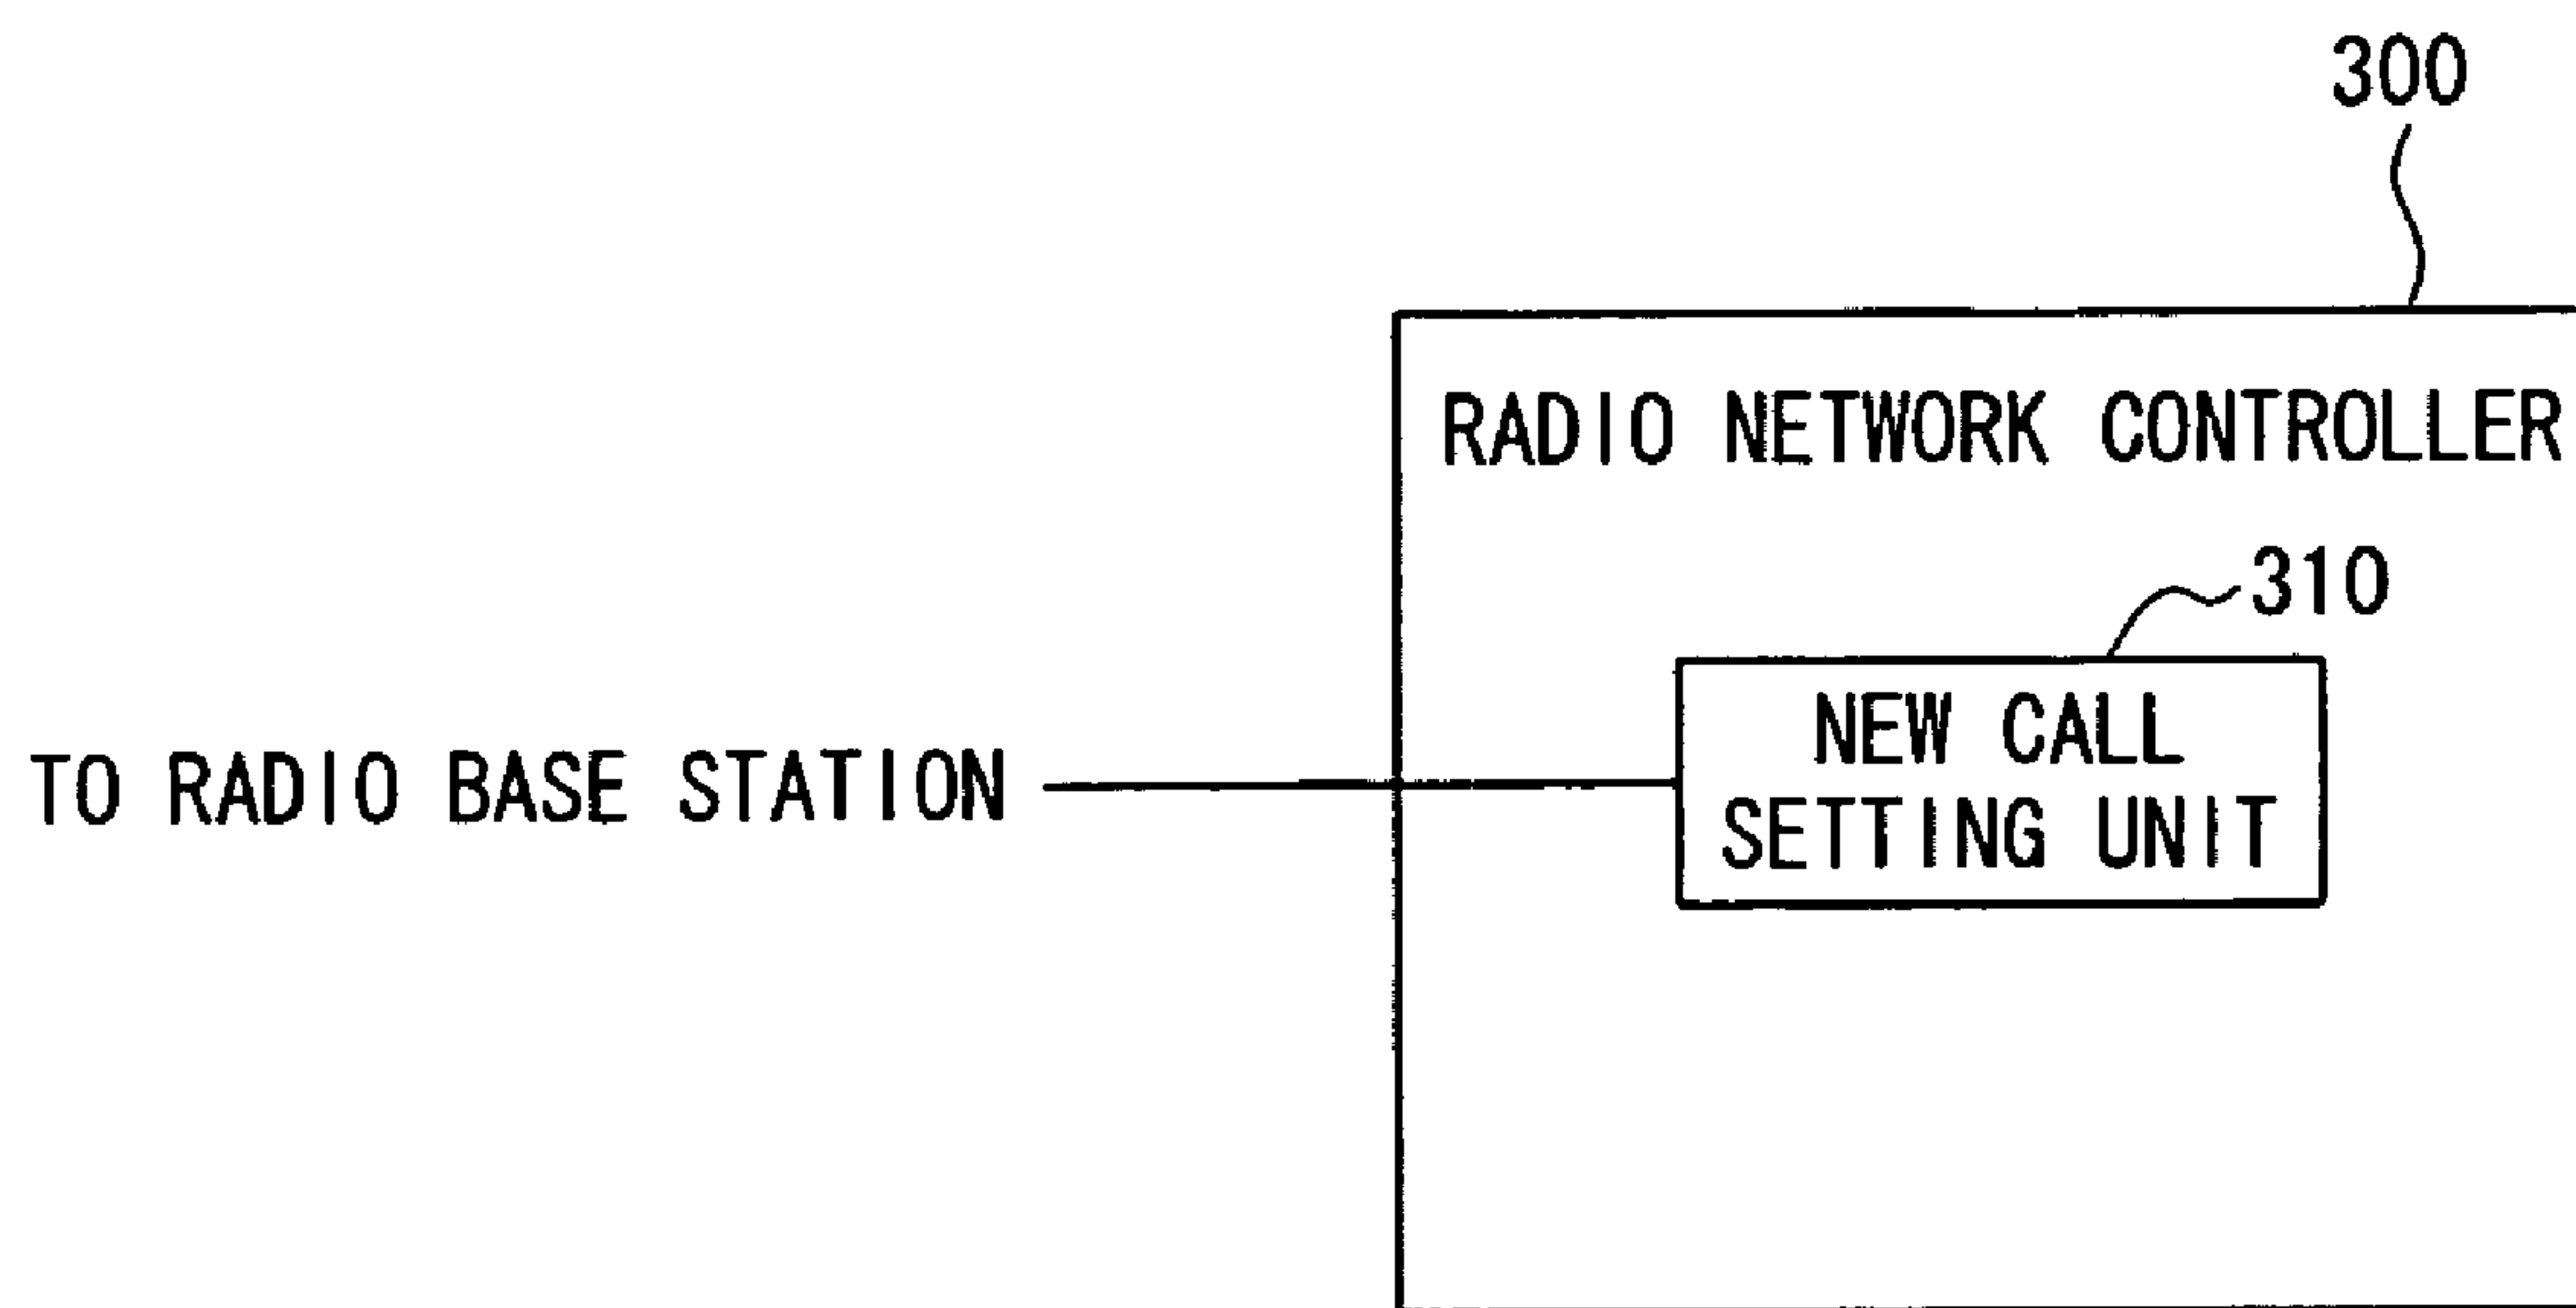 300
RADIO NETWORK CONTROLLER
310
NEW CALL
SETTING UNIT
TO RADIO BASE STATION